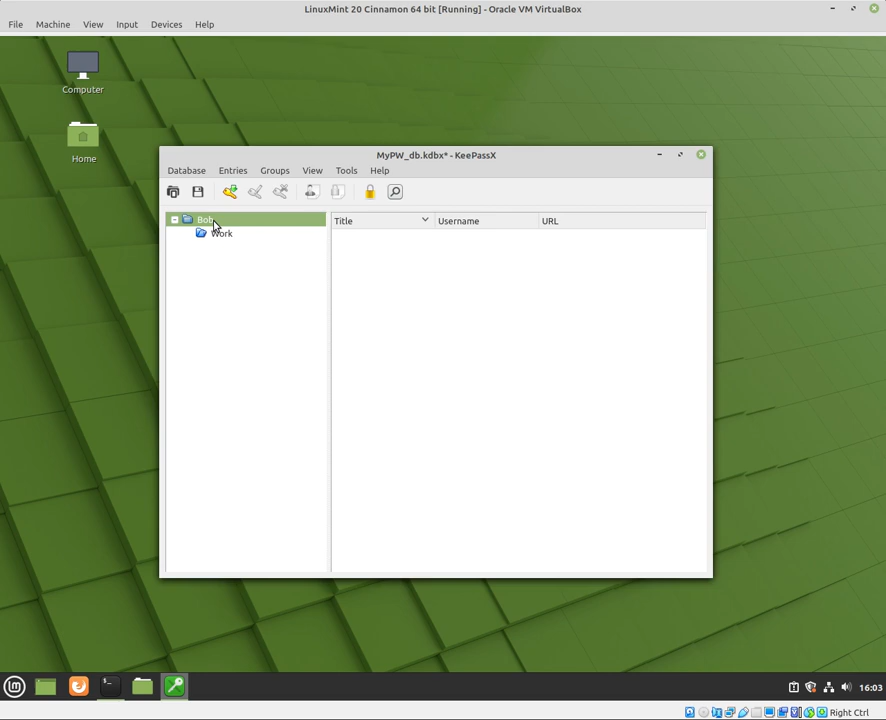 LinuxMint 20 Cinnamon 64 bit [Running] - Oracle VM VirtualBox
File Machine View Input Devices Help
Computer
Home
MyPW_db.kdbx* - KeePassX
Database Entries Groups View Tools Help
Bob
Work
Title Username URL
16:03
Right Ctrl